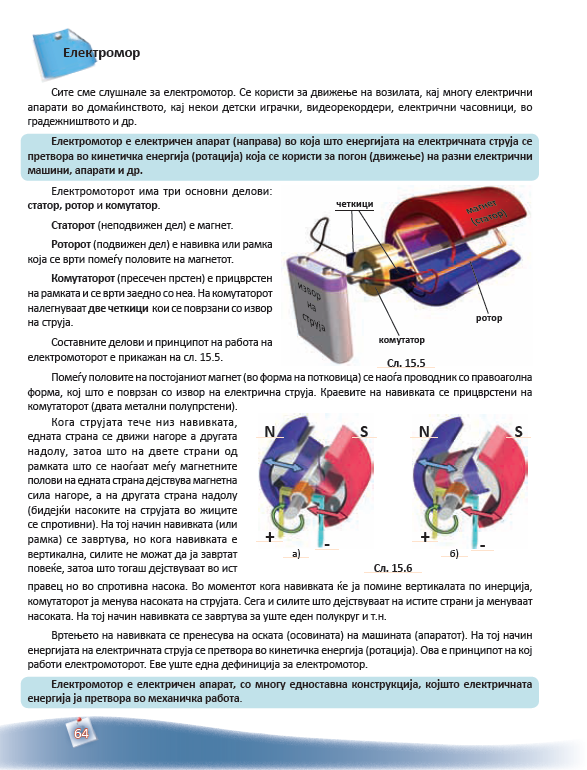 Електромор
Сите сме слушнале за електромотор. Се користи за движење на возилата, кај многу електрични
апарати во домаќинството, кај некои детски играчки, видеорекордери, електрични часовници, во
градежништвото и др.
Електромотор е електричен апарат (направа) во која што енергијата на електричната струја се
претвора во кинетичка енергија (ротација) која се користи за погон (движење) на разни електрични
машини, апарати и др.
Електромоторот има три основни делови:
статор, ротор и комутатор.
Статорот (неподвижен дел) е магнет.
Роторот (подвижен дел) е навивка или рамка
која се врти помеѓу половите на магнетот.
Комутаторот (пресечен прстен) е прицврстен
на рамката и се врти заедно со неа. На комутаторот
налегнуваат две четкици кои се поврзани со извор
на струја.
Составните делови и принципот на работа на
електромоторот е прикажан на сл. 15.5.
четкици
магнет
(статор)
извор
на
струја
ротор
комутатор
Сл. 15.5
Помеѓу половите на постојаниот магнет (во форма на потковица) се наоѓа проводник со правоаголна
форма, кој што е поврзан со извор на електрична струја. Краевите на навивката се прицврстени на
комутаторот (двата метални полупрстени).
Кога струјата тече низ навивката,
едната страна се движи нагоре а другата
надолу, затоа што на двете страни од
рамката што се наоѓаат меѓу магнетните
полови на едната страна дејствува магнетна
сила нагоре, а на другата страна надолу
(бидејќи насоките на струјата во жиците
се спротивни). На тој начин навивката (или
рамка) се завртува, но кога навивката е
вертикална, силите не можат да ја завртат
повеќе, затоа што тогаш дејствуваат во ист
N S N S
+ - + -
а) б)
Сл. 15.6
правец но во спротивна насока. Во моментот кога навивката ќе ја помине вертикалата по инерција,
комутаторот ја менува насоката на струјата. Сега и силите што дејствуваат на истите страни ја менуваат
насоката. На тој начин навивката се завртува за уште еден полукруг и т.н.
Вртењето на навивката се пренесува на оската (осовината) на машината (апаратот). На тој начин
енергијата на електричната струја се претвора во кинетичка енергија (ротација). Ова е принципот на кој
работи електромоторот. Еве уште една дефиниција за електромотор.
Електромотор е електричен апарат, со многу едноставна конструкција, којшто електричната
енергија ја претвора во механичка работа.
64